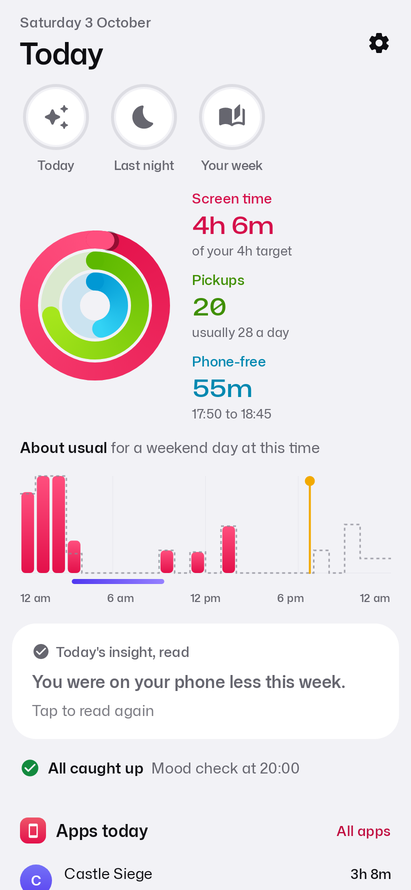 Saturday 3 October
Today
Today
Last night
Your week
Screen time
4h 6m
of your 4h target
Pickups
20
usually 28 a day
Phone-free
55m
17:50 to 18:45
About usual for a weekend day at this time
12 am 6 am 12 pm 6 pm 12 am
Today's insight, read
You were on your phone less this week.
Tap to read again
All caught up Mood check at 20:00
Apps today All apps
C Castle Siege 3h 8m